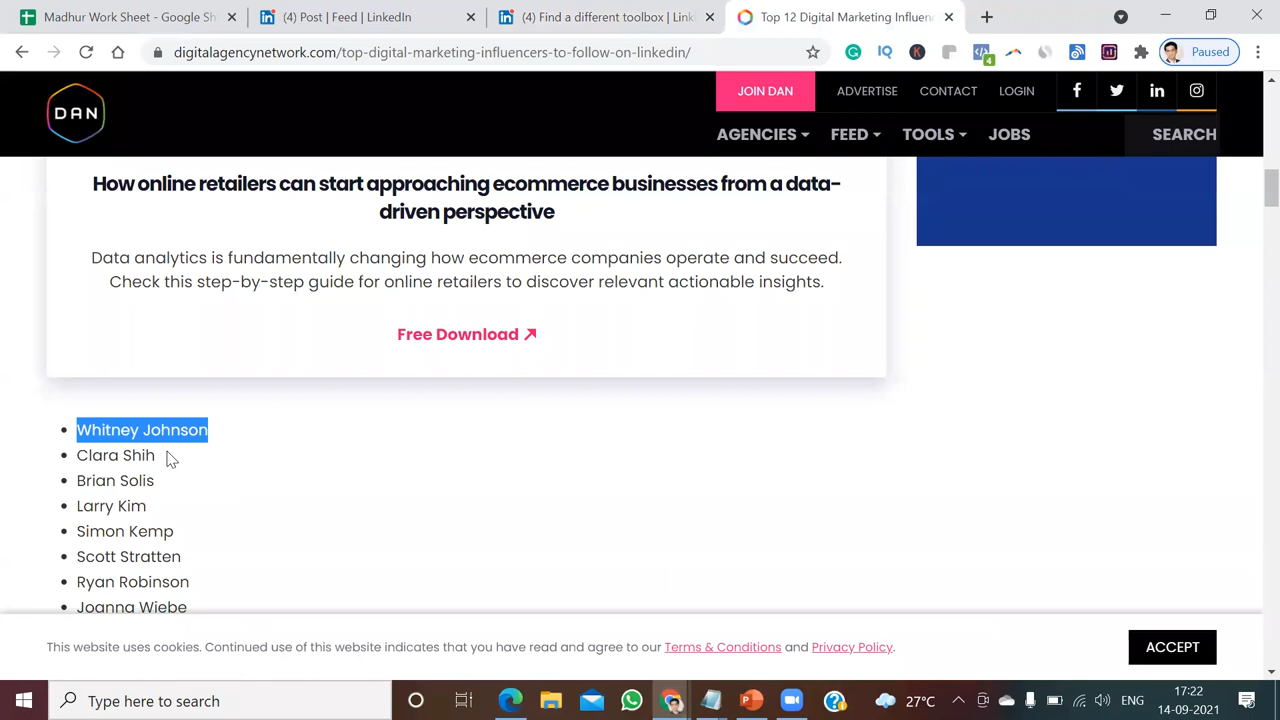 Madhur Work Sheet - Google Sh
(4) Post | Feed | LinkedIn
(4) Find a different toolbox | Link
Top 12 Digital Marketing Influenc
digitalagencynetwork.com/top-digital-marketing-influencers-to-follow-on-linkedin/
4
Paused
DAN
JOIN DAN
ADVERTISE
CONTACT
LOGIN
AGENCIES
FEED
TOOLS
JOBS
SEARCH
How online retailers can start approaching ecommerce businesses from a data-
driven perspective
Data analytics is fundamentally changing how ecommerce companies operate and succeed.
Check this step-by-step guide for online retailers to discover relevant actionable insights.
Free Download
Whitney Johnson
Clara Shih
Brian Solis
Larry Kim
Simon Kemp
Scott Stratten
Ryan Robinson
Joanna Wiebe
This website uses cookies. Continued use of this website indicates that you have read and agree to our Terms & Conditions and Privacy Policy.
ACCEPT
Type here to search
27°C
ENG
17:22
14-09-2021